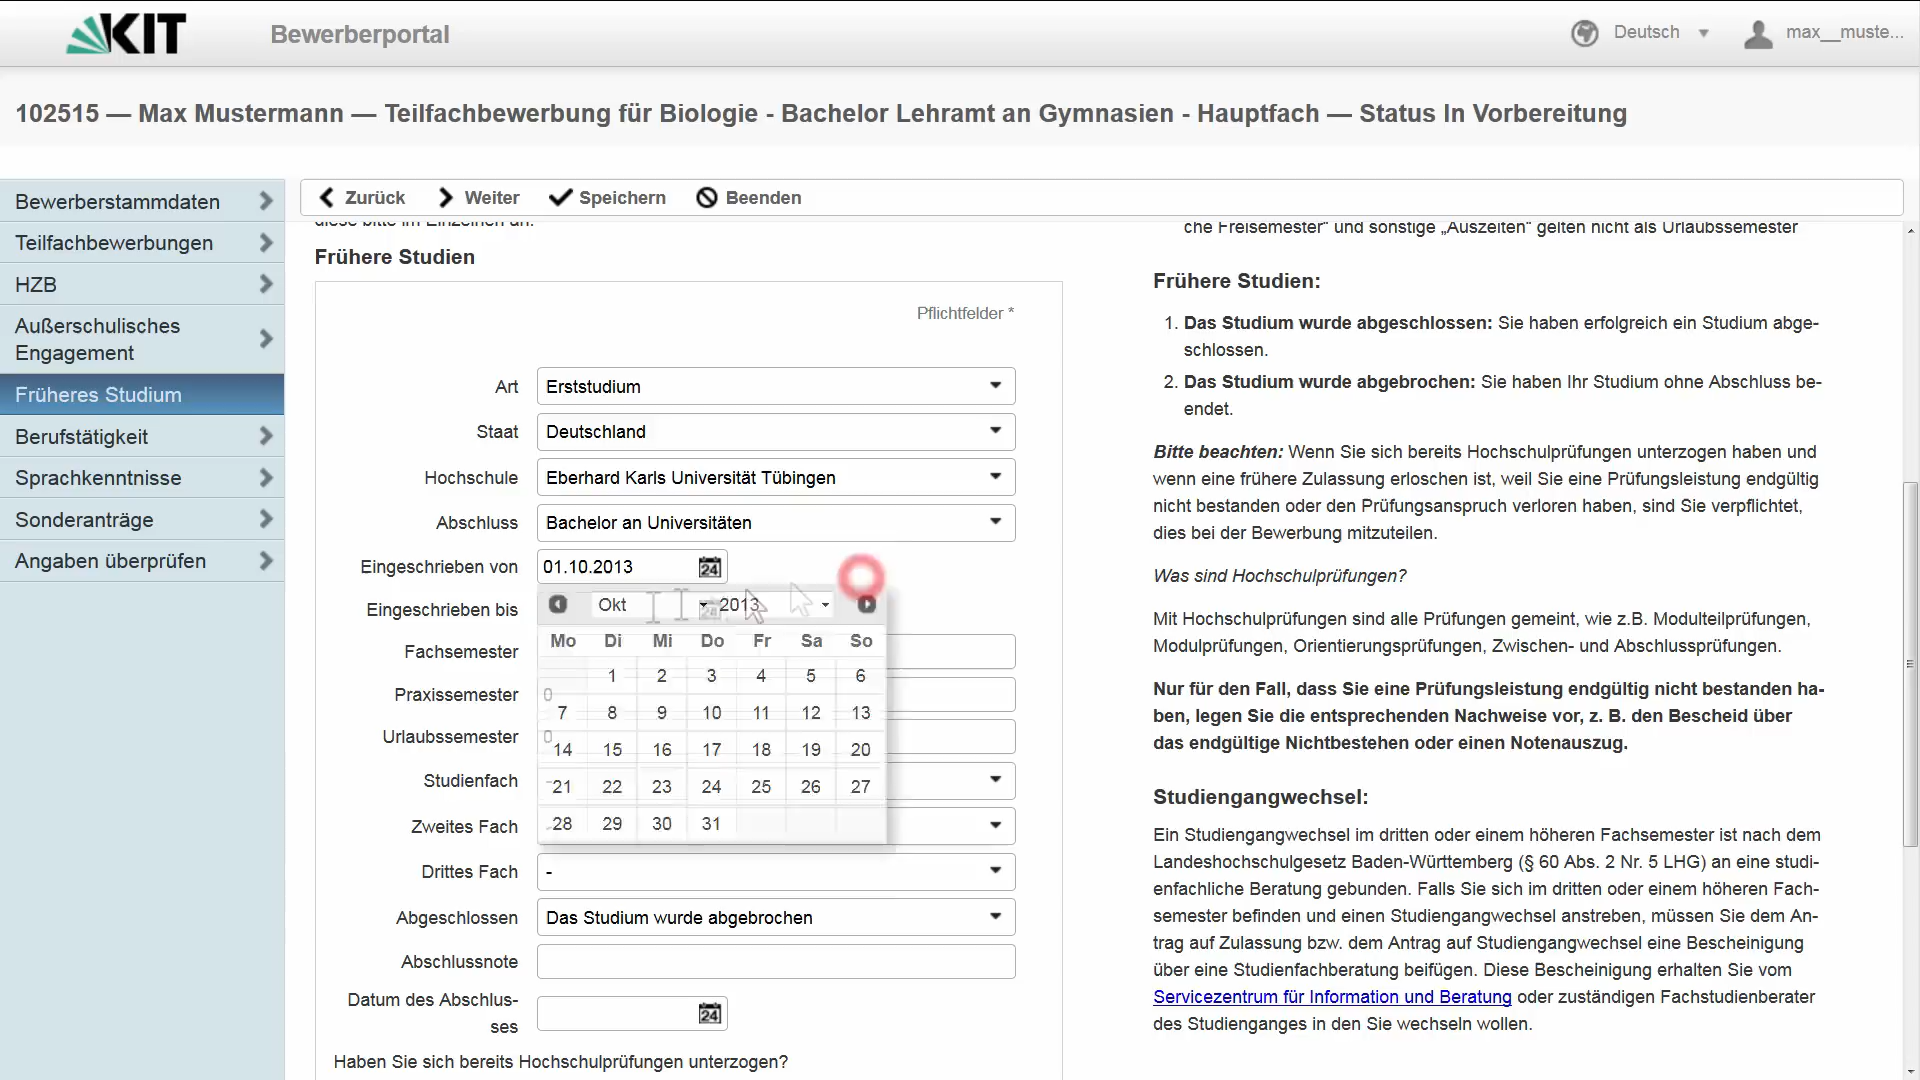 KIT
Bewerberportal
Deutsch
max__muste...
102515 — Max Mustermann — Teilfachbewerbung für Biologie - Bachelor Lehramt an Gymnasien - Hauptfach — Status In Vorbereitung
Bewerberstammdaten
Teilfachbewerbungen
HZB
Außerschulisches
Engagement
Früheres Studium
Berufstätigkeit
Sprachkenntnisse
Sonderanträge
Angaben überprüfen
Zurück
Weiter
Speichern
Beenden
diese bitte im Einzelnen an.
Frühere Studien
Pflichtfelder *
Art
Erststudium
Staat
Deutschland
Hochschule
Eberhard Karls Universität Tübingen
Abschluss
Bachelor an Universitäten
Eingeschrieben von
01.10.2013
24
Eingeschrieben bis
Okt
2013
Mo Di Mi Do Fr Sa So
1 2 3 4 5 6
7 8 9 10 11 12 13
14 15 16 17 18 19 20
21 22 23 24 25 26 27
28 29 30 31
Fachsemester
Praxissemester
0
Urlaubssemester
0
Studienfach
-
Zweites Fach
-
Drittes Fach
-
Abgeschlossen
Das Studium wurde abgebrochen
Abschlussnote
Datum des Abschlus-
ses
24
Haben Sie sich bereits Hochschulprüfungen unterzogen?
che Freisemester“ und sonstige „Auszeiten“ gelten nicht als Urlaubssemester
Frühere Studien:
1. Das Studium wurde abgeschlossen: Sie haben erfolgreich ein Studium abge-
schlossen.
2. Das Studium wurde abgebrochen: Sie haben Ihr Studium ohne Abschluss be-
endet.
Bitte beachten: Wenn Sie sich bereits Hochschulprüfungen unterzogen haben und
wenn eine frühere Zulassung erloschen ist, weil Sie eine Prüfungsleistung endgültig
nicht bestanden oder den Prüfungsanspruch verloren haben, sind Sie verpflichtet,
dies bei der Bewerbung mitzuteilen.
Was sind Hochschulprüfungen?
Mit Hochschulprüfungen sind alle Prüfungen gemeint, wie z.B. Modulteilprüfungen,
Modulprüfungen, Orientierungsprüfungen, Zwischen- und Abschlussprüfungen.
Nur für den Fall, dass Sie eine Prüfungsleistung endgültig nicht bestanden ha-
ben, legen Sie die entsprechenden Nachweise vor, z. B. den Bescheid über
das endgültige Nichtbestehen oder einen Notenauszug.
Studiengangwechsel:
Ein Studiengangwechsel im dritten oder einem höheren Fachsemester ist nach dem
Landeshochschulgesetz Baden-Württemberg (§ 60 Abs. 2 Nr. 5 LHG) an eine studi-
enfachliche Beratung gebunden. Falls Sie sich im dritten oder einem höheren Fach-
semester befinden und einen Studiengangwechsel anstreben, müssen Sie dem An-
trag auf Zulassung bzw. dem Antrag auf Studiengangwechsel eine Bescheinigung
über eine Studienfachberatung beifügen. Diese Bescheinigung erhalten Sie vom
Servicezentrum für Information und Beratung oder zuständigen Fachstudienberater
des Studienganges in den Sie wechseln wollen.